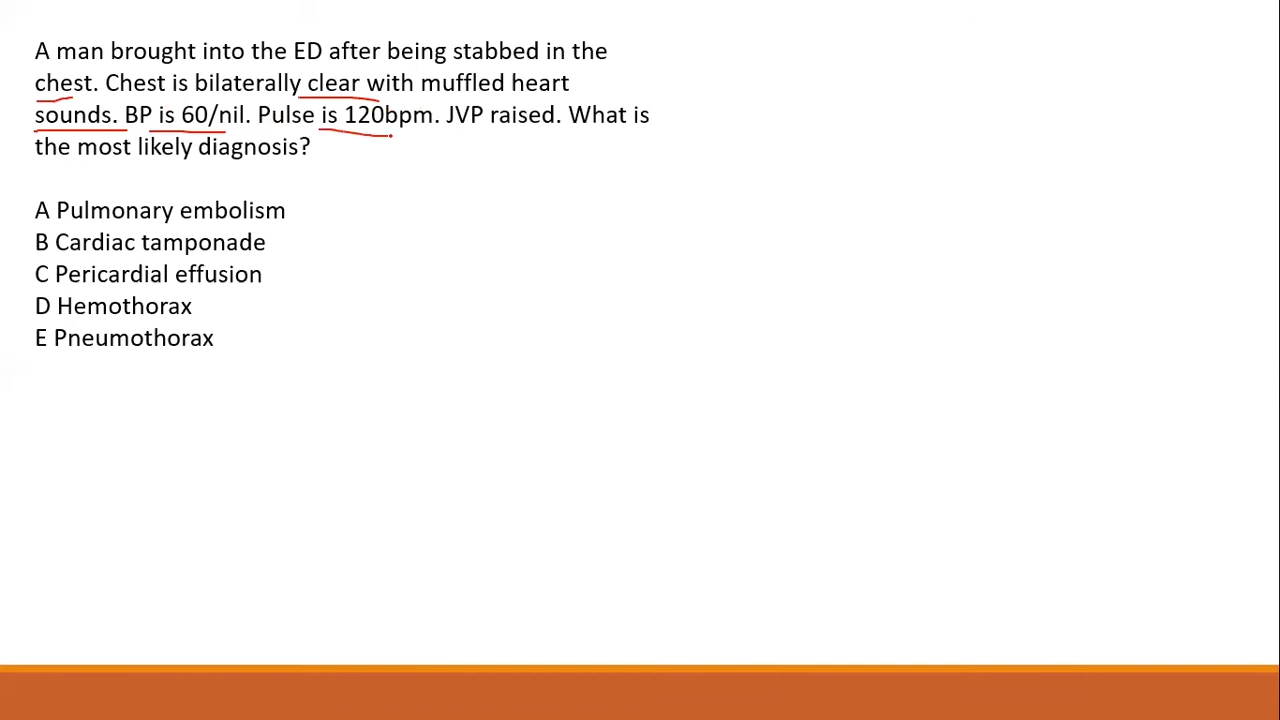 A man brought into the ED after being stabbed in the
chest. Chest is bilaterally clear with muffled heart
sounds. BP is 60/nil. Pulse is 120bpm. JVP raised. What is
the most likely diagnosis?
A Pulmonary embolism
B Cardiac tamponade
C Pericardial effusion
D Hemothorax
E Pneumothorax